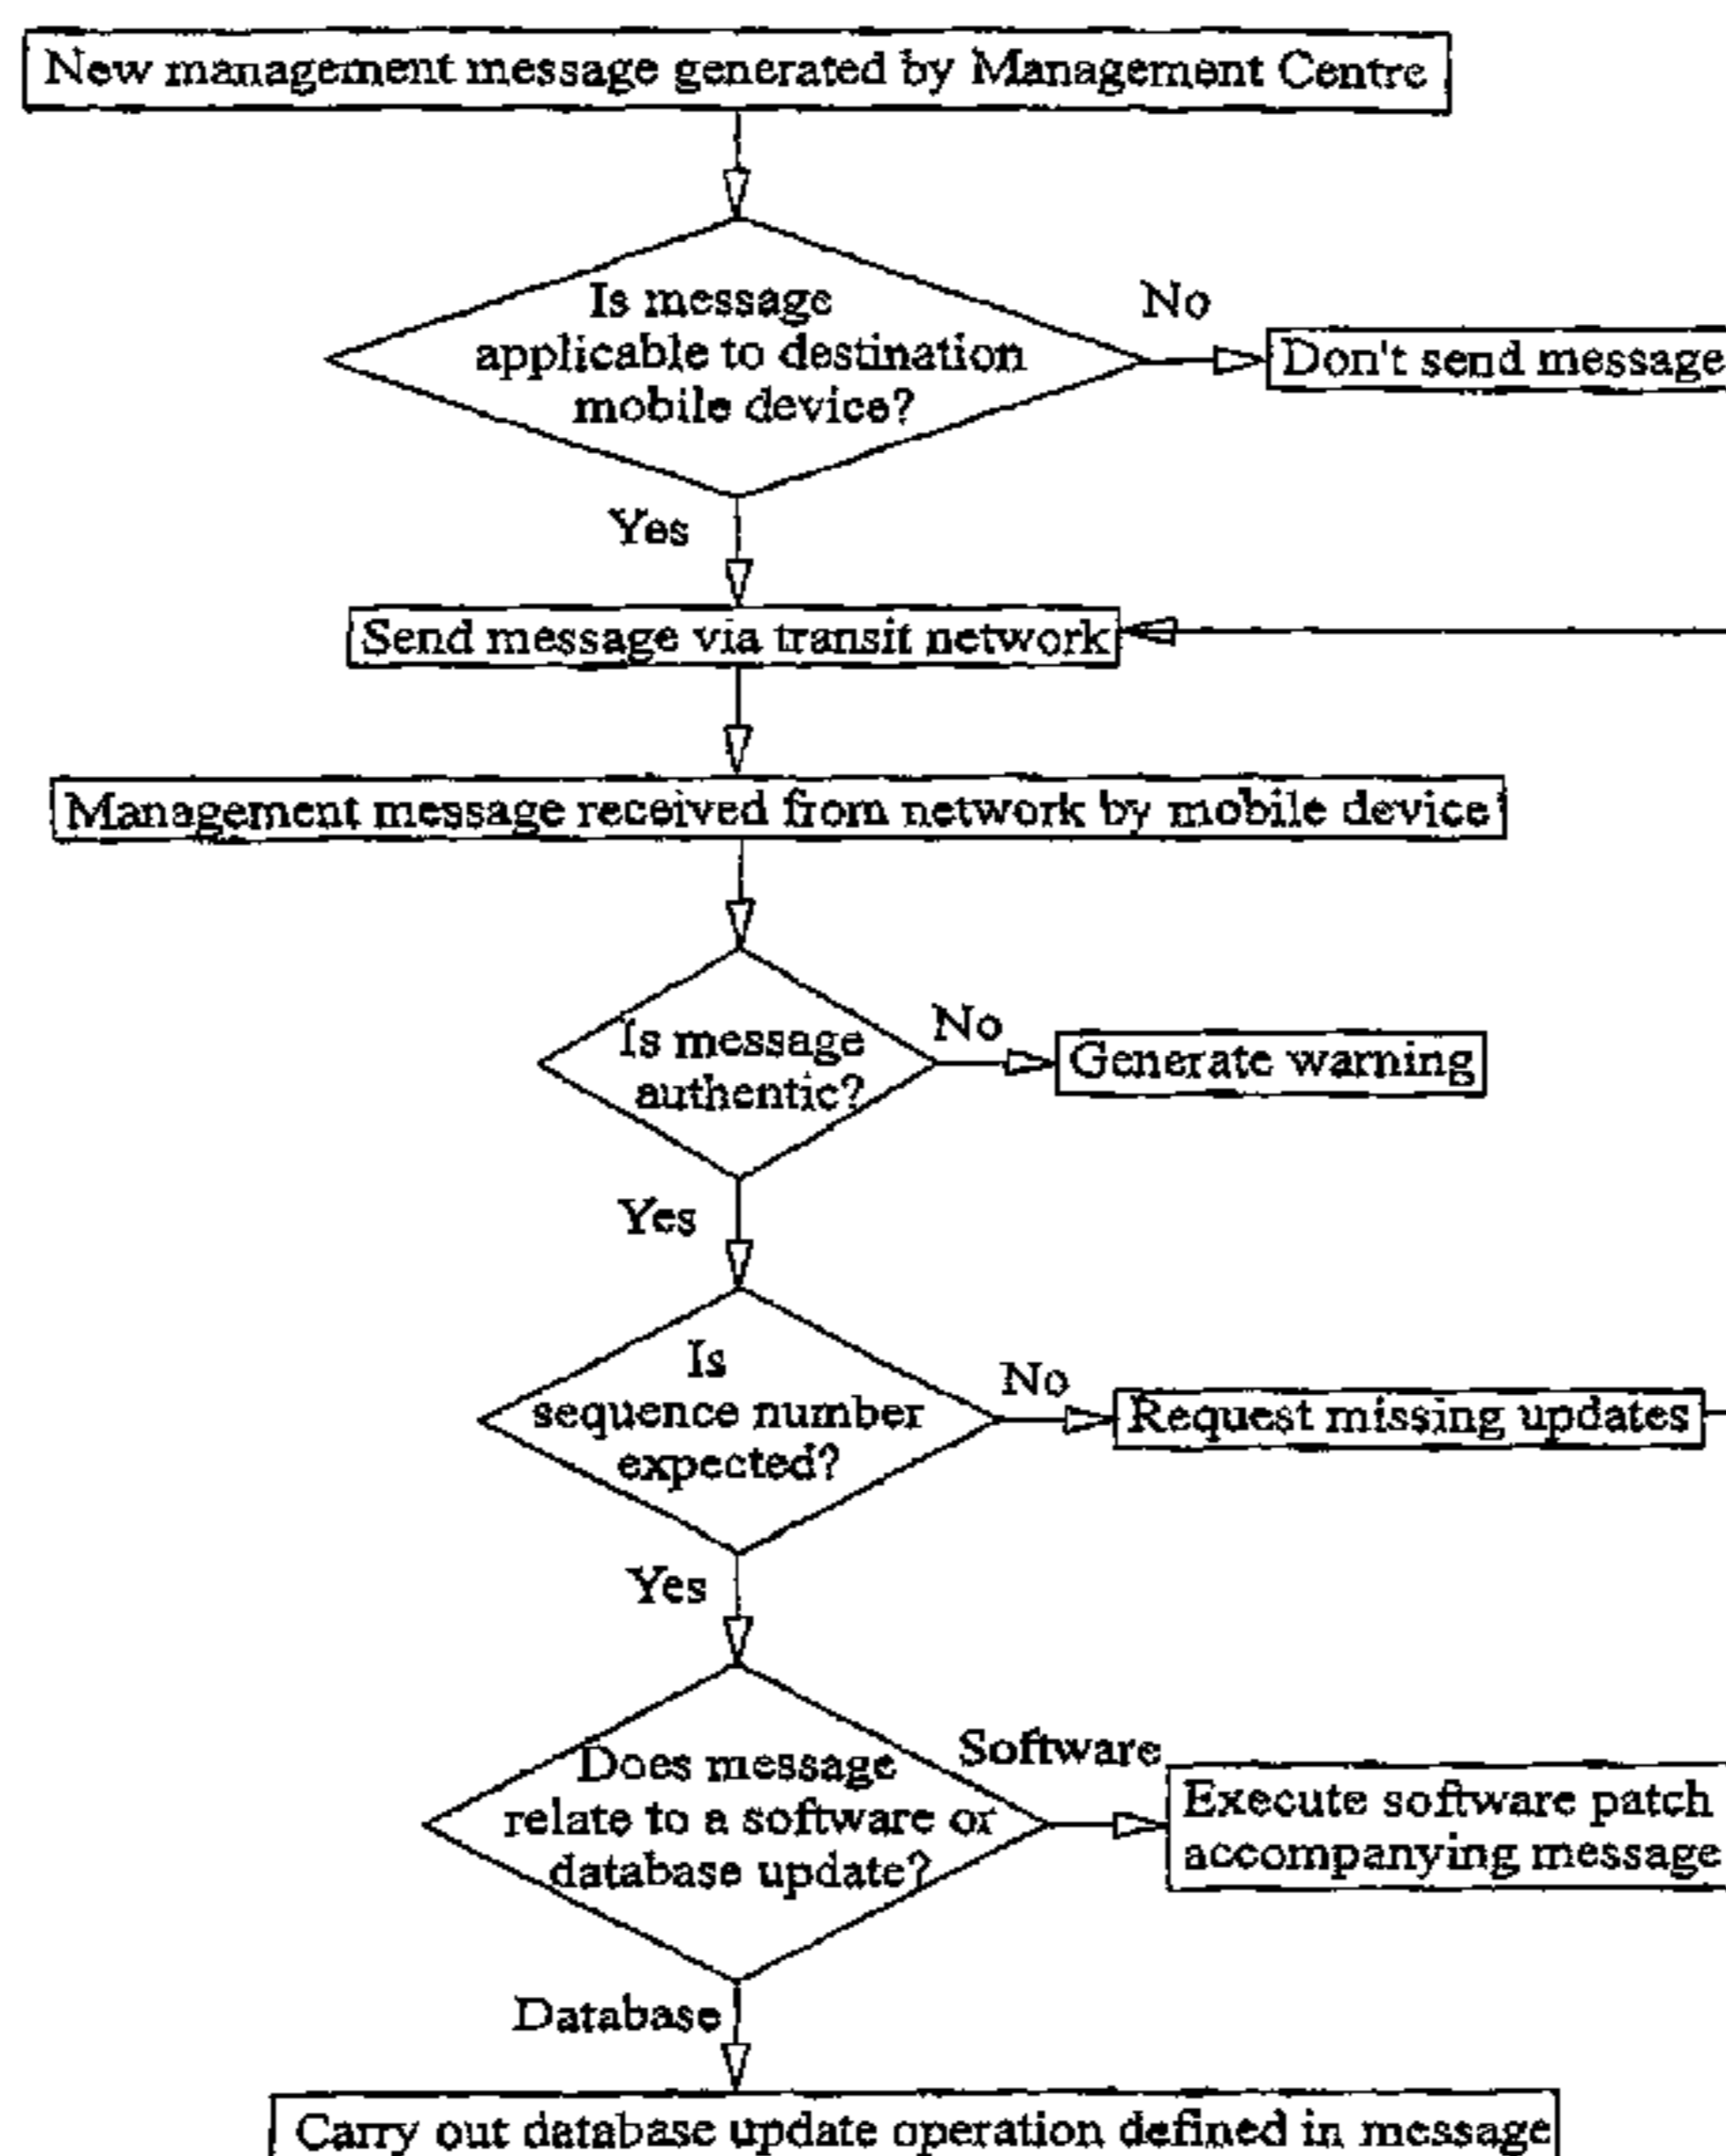 New management message generated by Management Centre
Is message
applicable to destination
mobile device?
No
Don't send message
Yes
Send message via transit network
Management message received from network by mobile device
Is message
authentic?
No
Generate warning
Yes
Is
sequence number
expected?
No
Request missing updates
Yes
Does message
relate to a software or
database update?
Software
Execute software patch
accompanying message
Database
Carry out database update operation defined in message